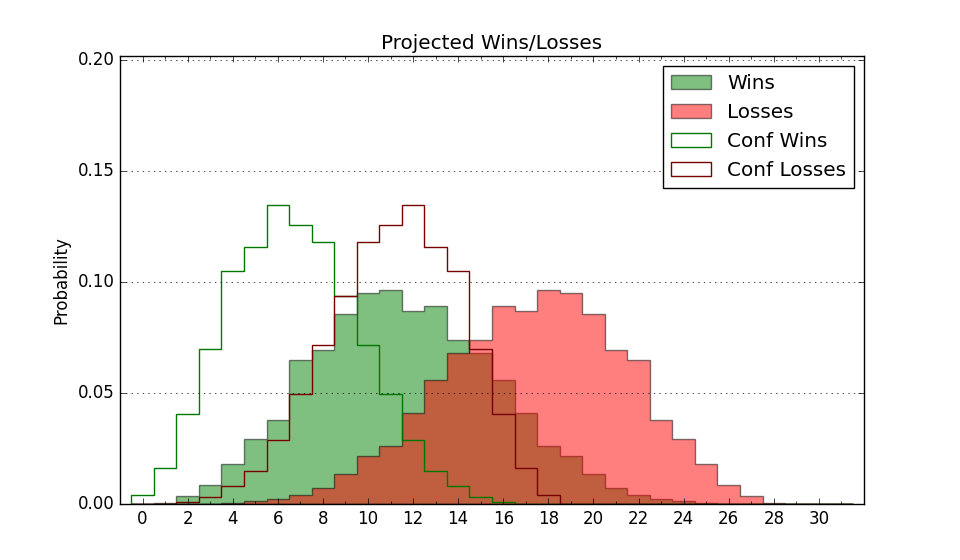 Projected Wins/Losses
0.20
0.15
0.10
0.05
0.00
Probability
Wins
Losses
Conf Wins
Conf Losses
0 2 4 6 8 10 12 14 16 18 20 22 24 26 28 30